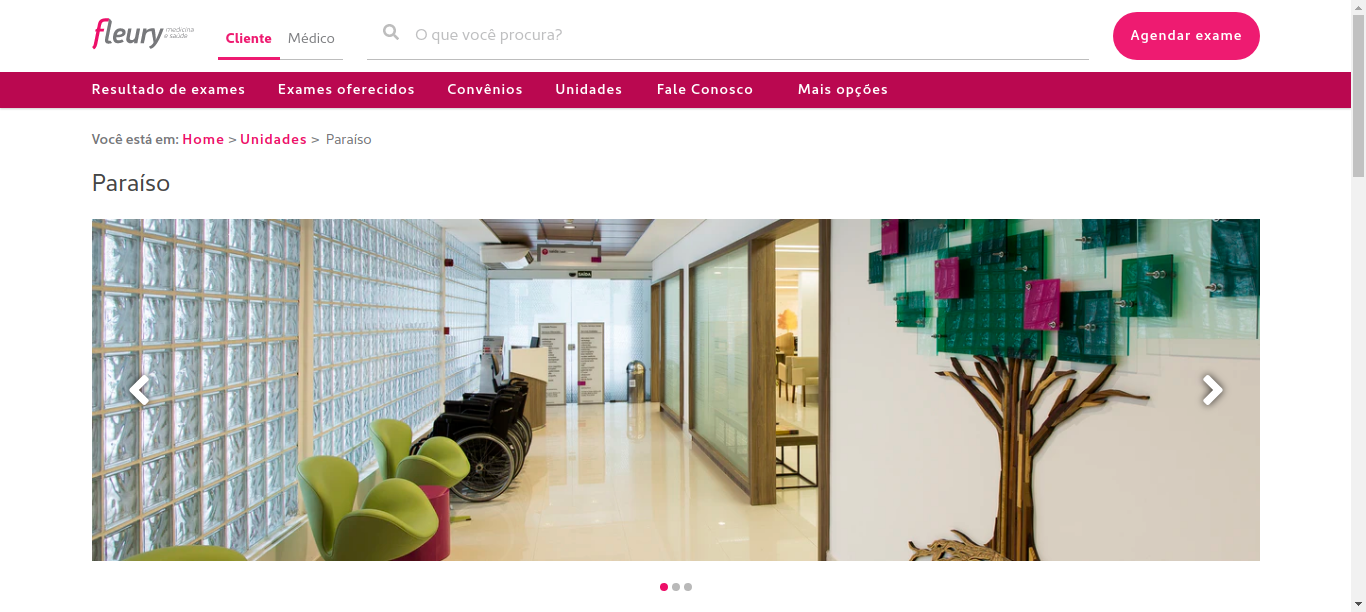 fleury medicina
e saúde
Cliente Médico
O que você procura?
Agendar exame
Resultado de exames Exames oferecidos Convênios Unidades Fale Conosco Mais opções
Você está em: Home > Unidades > Paraíso
Paraíso
SAÍDA